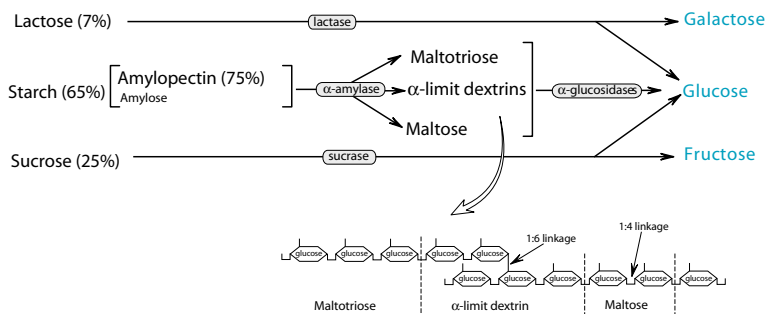 Lactose (7%) lactase Galactose
Maltotriose
Amylopectin (75%)
Starch (65%) α-amylase α-limit dextrins α-glucosidases Glucose
Amylose
Maltose
Sucrose (25%) sucrase Fructose
1:6 linkage 1:4 linkage
glucose glucose glucose glucose glucose
glucose glucose glucose glucose glucose glucose
Maltotriose α-limit dextrin Maltose